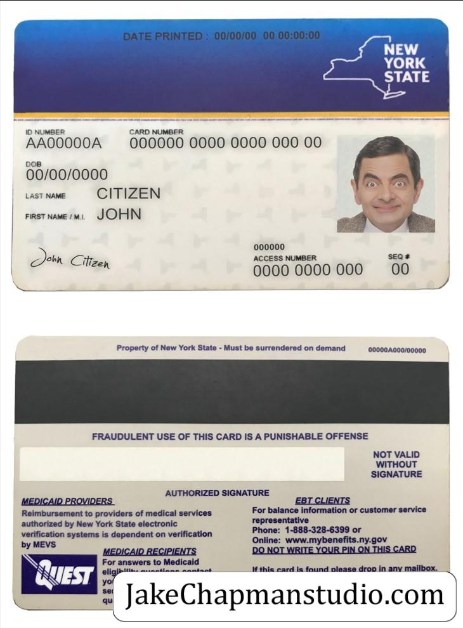 DATE PRINTED : 00/00/00 00 00:00:00
NEW
YORK
STATE
ID NUMBER CARD NUMBER
AA00000A 000000 0000 0000 000 00
DOB
00/00/0000
LAST NAME CITIZEN
FIRST NAME / M.I. JOHN
John Citizen
000000
ACCESS NUMBER SEQ #
0000 0000 000 00
Property of New York State - Must be surrendered on demand 00000A000/00000
FRAUDULENT USE OF THIS CARD IS A PUNISHABLE OFFENSE
NOT VALID
WITHOUT
SIGNATURE
AUTHORIZED SIGNATURE
MEDICAID PROVIDERS
Reimbursement to providers of medical services
authorized by New York State electronic
verification systems is dependent on verification
by MEVS
MEDICAID RECIPIENTS
For answers to Medicaid
eligibility questions contact
QUEST
EBT CLIENTS
For balance information or customer service
representative
Phone: 1-888-328-6399 or
Online: www.mybenefits.ny.gov
DO NOT WRITE YOUR PIN ON THIS CARD
If this card is found please drop in any mailbox.
JakeChapmanstudio.com